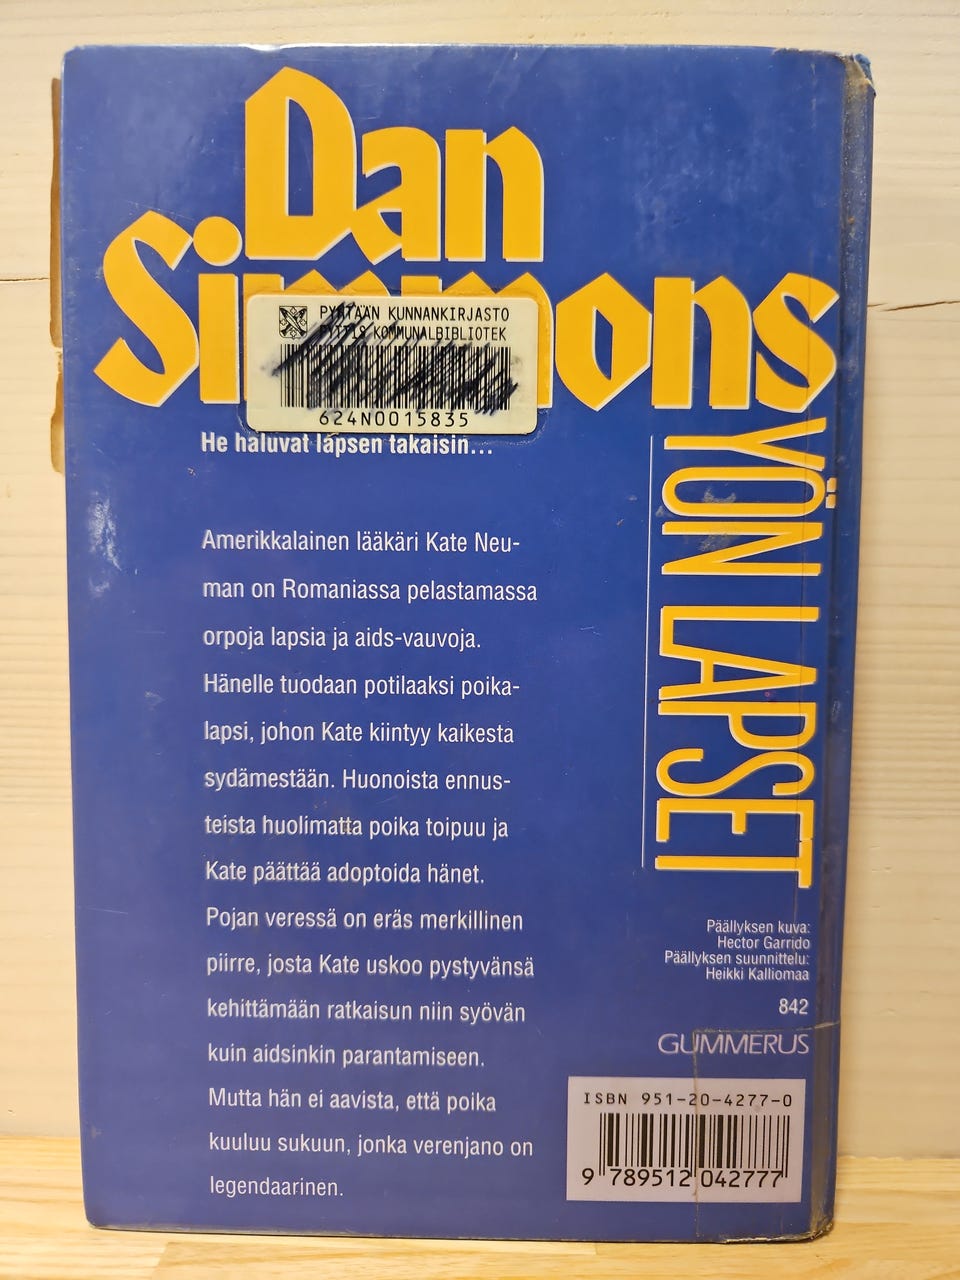 Dan
Simmons
PYHTÄÄN KUNNANKIRJASTO
PYTTIS KOMMUNALBIBLIOTEK
624N0015835
He haluvat lapsen takaisin...
YÖN LAPSET
Amerikkalainen lääkäri Kate Neu-
man on Romaniassa pelastamassa
orpoja lapsia ja aids-vauvoja.
Hänelle tuodaan potilaaksi poika-
lapsi, johon Kate kiintyy kaikesta
sydämestään. Huonoista ennus-
teista huolimatta poika toipuu ja
Kate päättää adoptoida hänet.
Pojan veressä on eräs merkillinen
piirre, josta Kate uskoo pystyvänsä
kehittämään ratkaisun niin syövän
kuin aidsinkin parantamiseen.
Mutta hän ei aavista, että poika
kuuluu sukuun, jonka verenjano on
legendaarinen.
Päällyksen kuva:
Hector Garrido
Päällyksen suunnittelu:
Heikki Kalliomaa
842
GUMMERUS
ISBN 951-20-4277-0
9 789512 042777